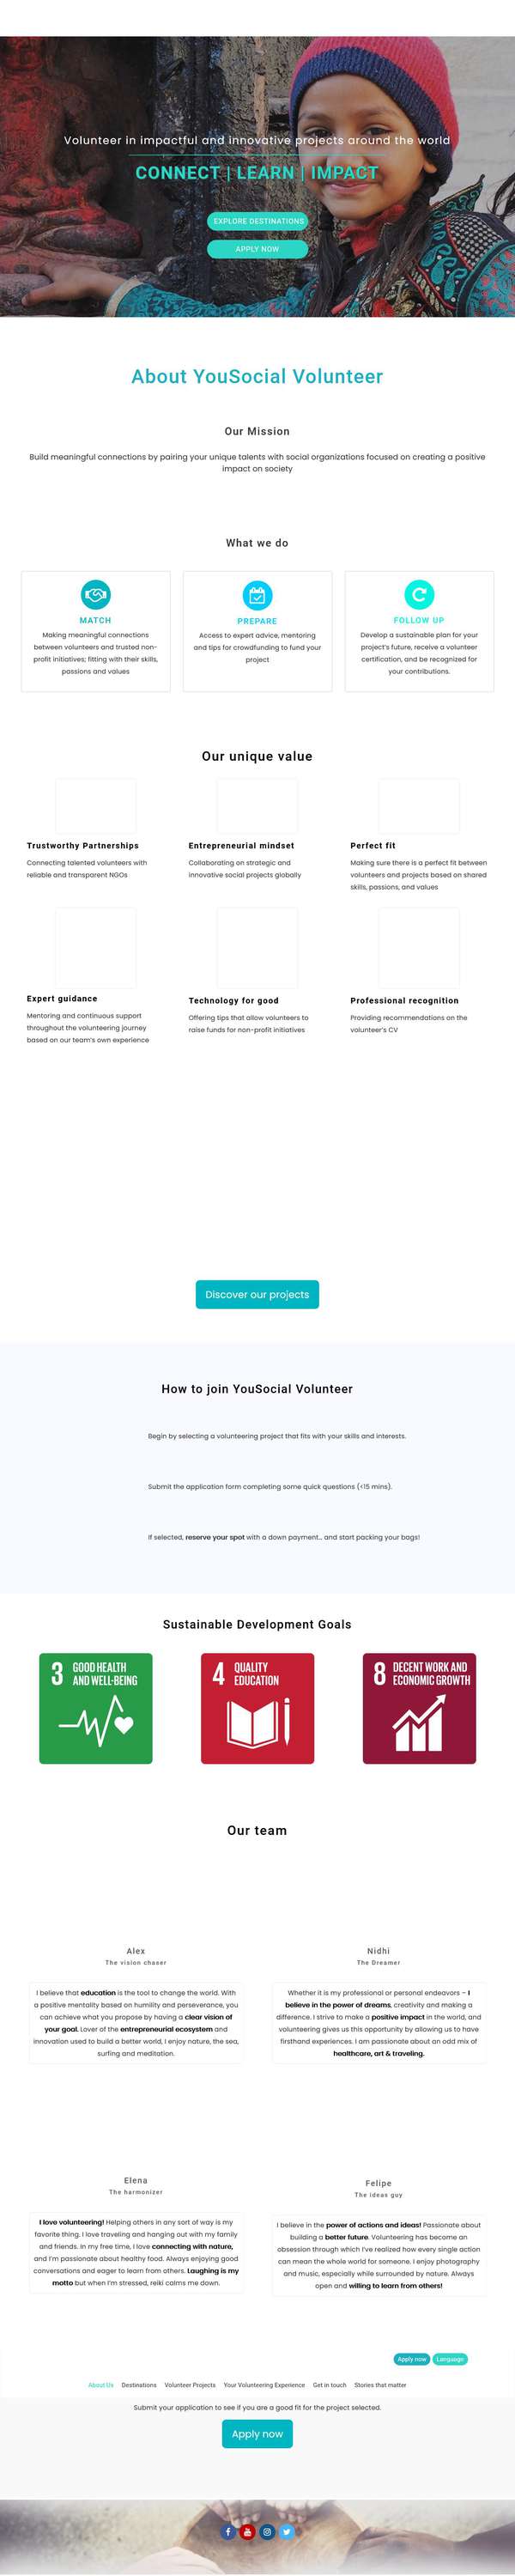 Volunteer in impactful and innovative projects around the world
CONNECT | LEARN | IMPACT
EXPLORE DESTINATIONS
APPLY NOW
About YouSocial Volunteer
Our Mission
Build meaningful connections by pairing your unique talents with social organizations focused on creating a positive
impact on society
What we do
MATCH
Making meaningful connections
between volunteers and trusted non-
profit initiatives; fitting with their skills,
passions and values
PREPARE
Access to expert advice, mentoring
and tips for crowdfunding to fund your
project
FOLLOW UP
Develop a sustainable plan for your
project's future, receive a volunteer
certification, and be recognized for
your contributions.
Our unique value
Trustworthy Partnerships
Connecting talented volunteers with
reliable and transparent NGOs
Entrepreneurial mindset
Collaborating on strategic and
innovative social projects globally
Perfect fit
Making sure there is a perfect fit between
volunteers and projects based on shared
skills, passions, and values
Expert guidance
Mentoring and continuous support
throughout the volunteering journey
based on our team's own experience
Technology for good
Offering tips that allow volunteers to
raise funds for non-profit initiatives
Professional recognition
Providing recommendations on the
volunteer's CV
Discover our projects
How to join YouSocial Volunteer
Begin by selecting a volunteering project that fits with your skills and interests.
Submit the application form completing some quick questions (<15 mins).
If selected, reserve your spot with a down payment... and start packing your bags!
Sustainable Development Goals
3 GOOD HEALTH
AND WELL-BEING
4 QUALITY
EDUCATION
8 DECENT WORK AND
ECONOMIC GROWTH
Our team
Alex
The vision chaser
I believe that education is the tool to change the world. With
a positive mentality based on humility and perseverance, you
can achieve what you propose by having a clear vision of
your goal. Lover of the entrepreneurial ecosystem and
innovation used to build a better world, I enjoy nature, the sea,
surfing and meditation.
Nidhi
The Dreamer
Whether it is my professional or personal endeavors – I
believe in the power of dreams, creativity and making a
difference. I strive to make a positive impact in the world, and
volunteering gives us this opportunity by allowing us to have
firsthand experiences. I am passionate about an odd mix of
healthcare, art & traveling.
Elena
The harmonizer
I love volunteering! Helping others in any sort of way is my
favorite thing. I love traveling and hanging out with my family
and friends. In my free time, I love connecting with nature,
and I'm passionate about healthy food. Always enjoying good
conversations and eager to learn from others. Laughing is my
motto but when I'm stressed, reiki calms me down.
Felipe
The ideas guy
I believe in the power of actions and ideas! Passionate about
building a better future. Volunteering has become an
obsession through which I've realized how every single action
can mean the whole world for someone. I enjoy photography
and music, especially while surrounded by nature. Always
open and willing to learn from others!
Apply now Language
About Us Destinations Volunteer Projects Your Volunteering Experience Get in touch Stories that matter
Submit your application to see if you are a good fit for the project selected.
Apply now